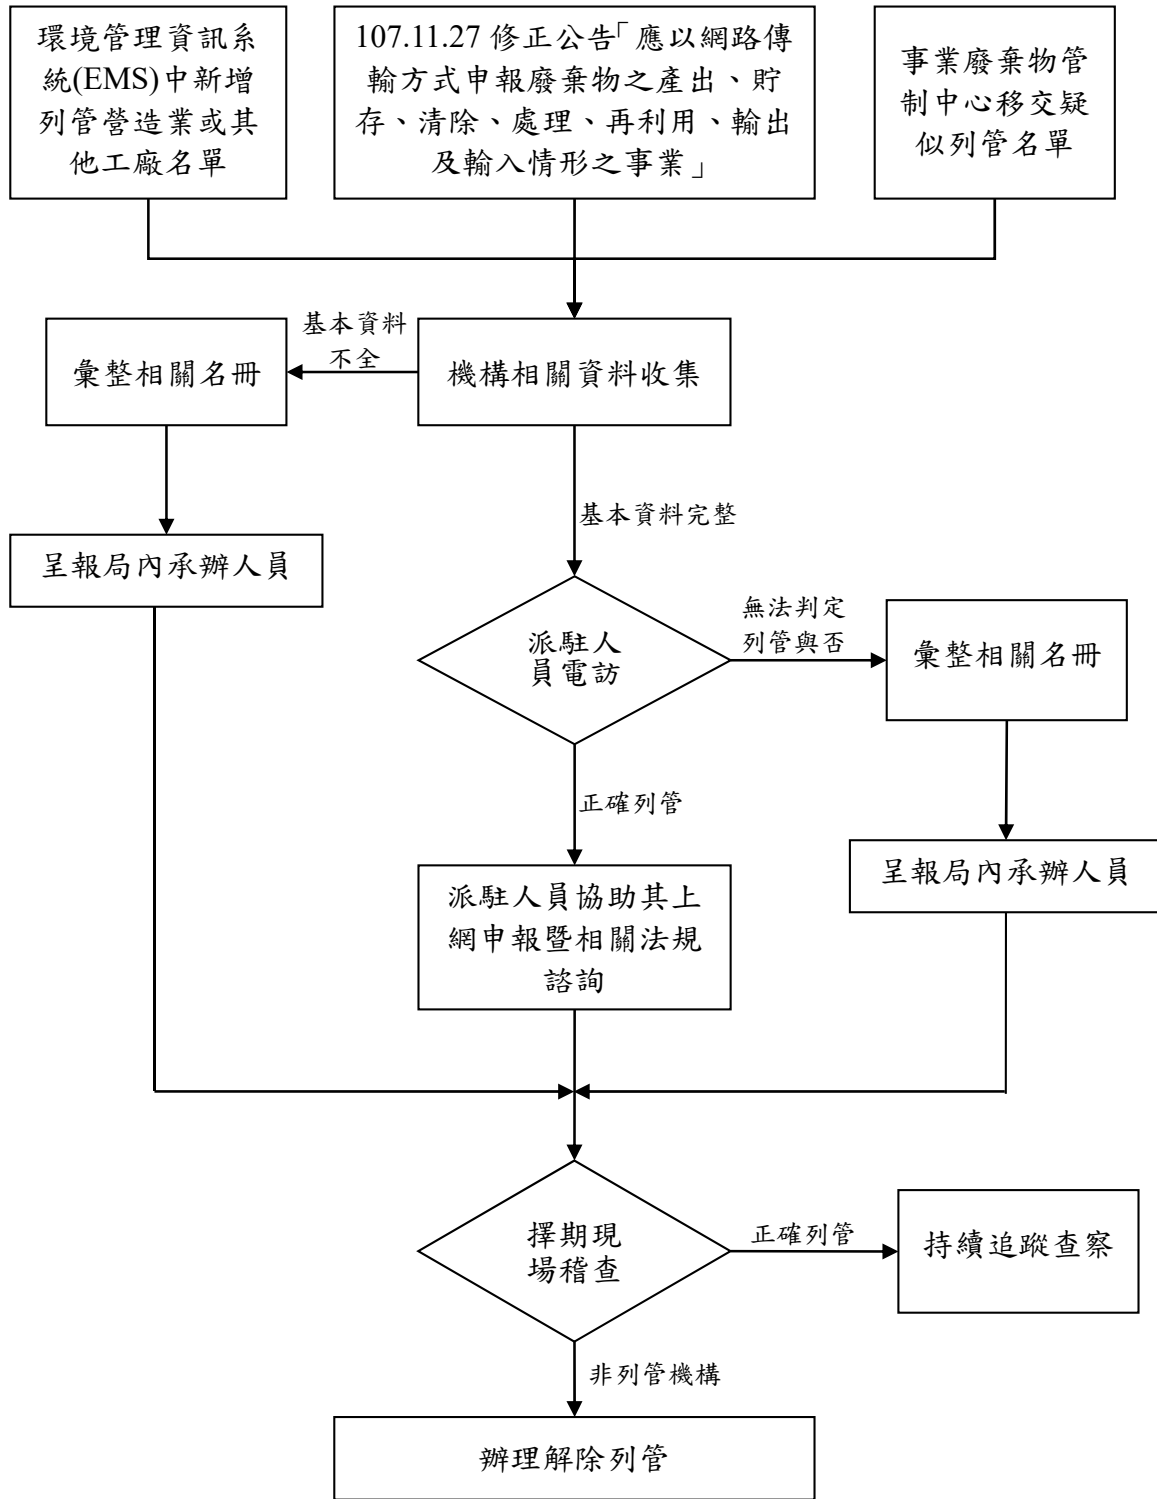 環境管理資訊系
統(EMS)中新增
列管營造業或其
他工廠名單
107.11.27 修正公告「應以網路傳
輸方式申報廢棄物之產出、貯
存、清除、處理、再利用、輸出
及輸入情形之事業」
事業廢棄物管
制中心移交疑
似列管名單
基本資料
不全
彙整相關名冊
機構相關資料收集
基本資料完整
呈報局內承辦人員
派駐人
員電訪
無法判定
列管與否
彙整相關名冊
正確列管
呈報局內承辦人員
派駐人員協助其上
網申報暨相關法規
諮詢
擇期現
場稽查
正確列管
持續追蹤查察
非列管機構
辦理解除列管